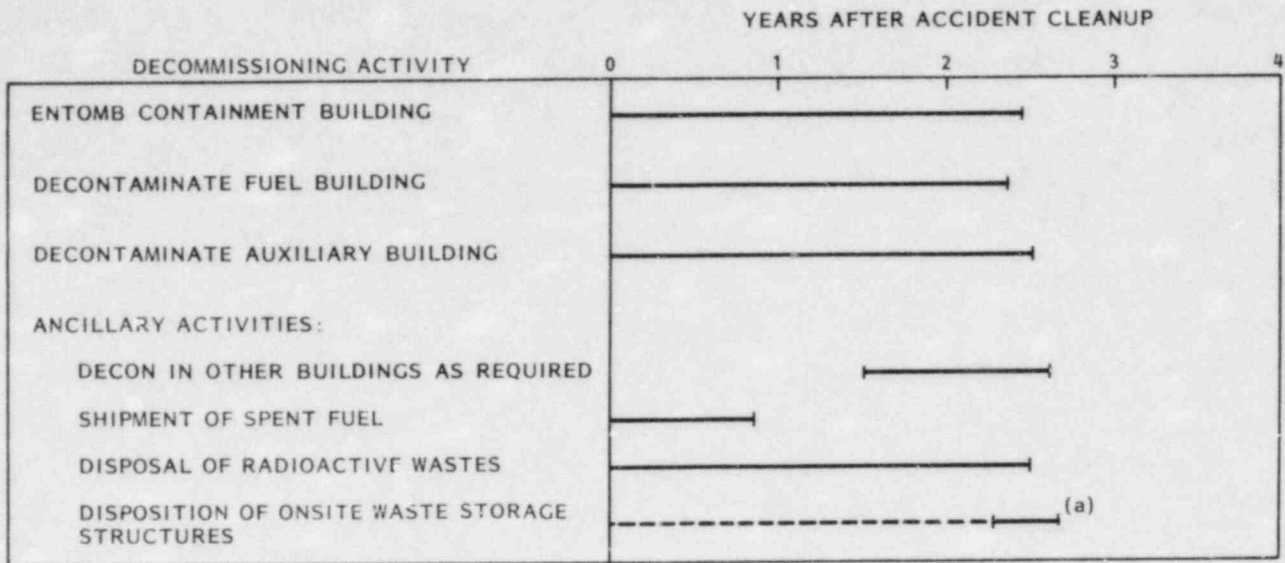 YEARS AFTER ACCIDENT CLEANUP
DECOMMISSIONING ACTIVITY 0 1 2 3 4
ENTOMB CONTAINMENT BUILDING
DECONTAMINATE FUEL BUILDING
DECONTAMINATE AUXILIARY BUILDING
ANCILLARY ACTIVITIES:
DECON IN OTHER BUILDINGS AS REQUIRED
SHIPMENT OF SPENT FUEL
DISPOSAL OF RADIOACTIVE WASTES
DISPOSITION OF ONSITE WASTE STORAGE (a)
STRUCTURES